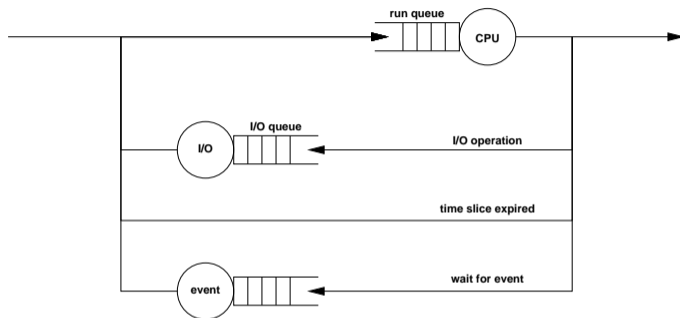 run queue
CPU
I/O queue
I/O
I/O operation
time slice expired
event
wait for event